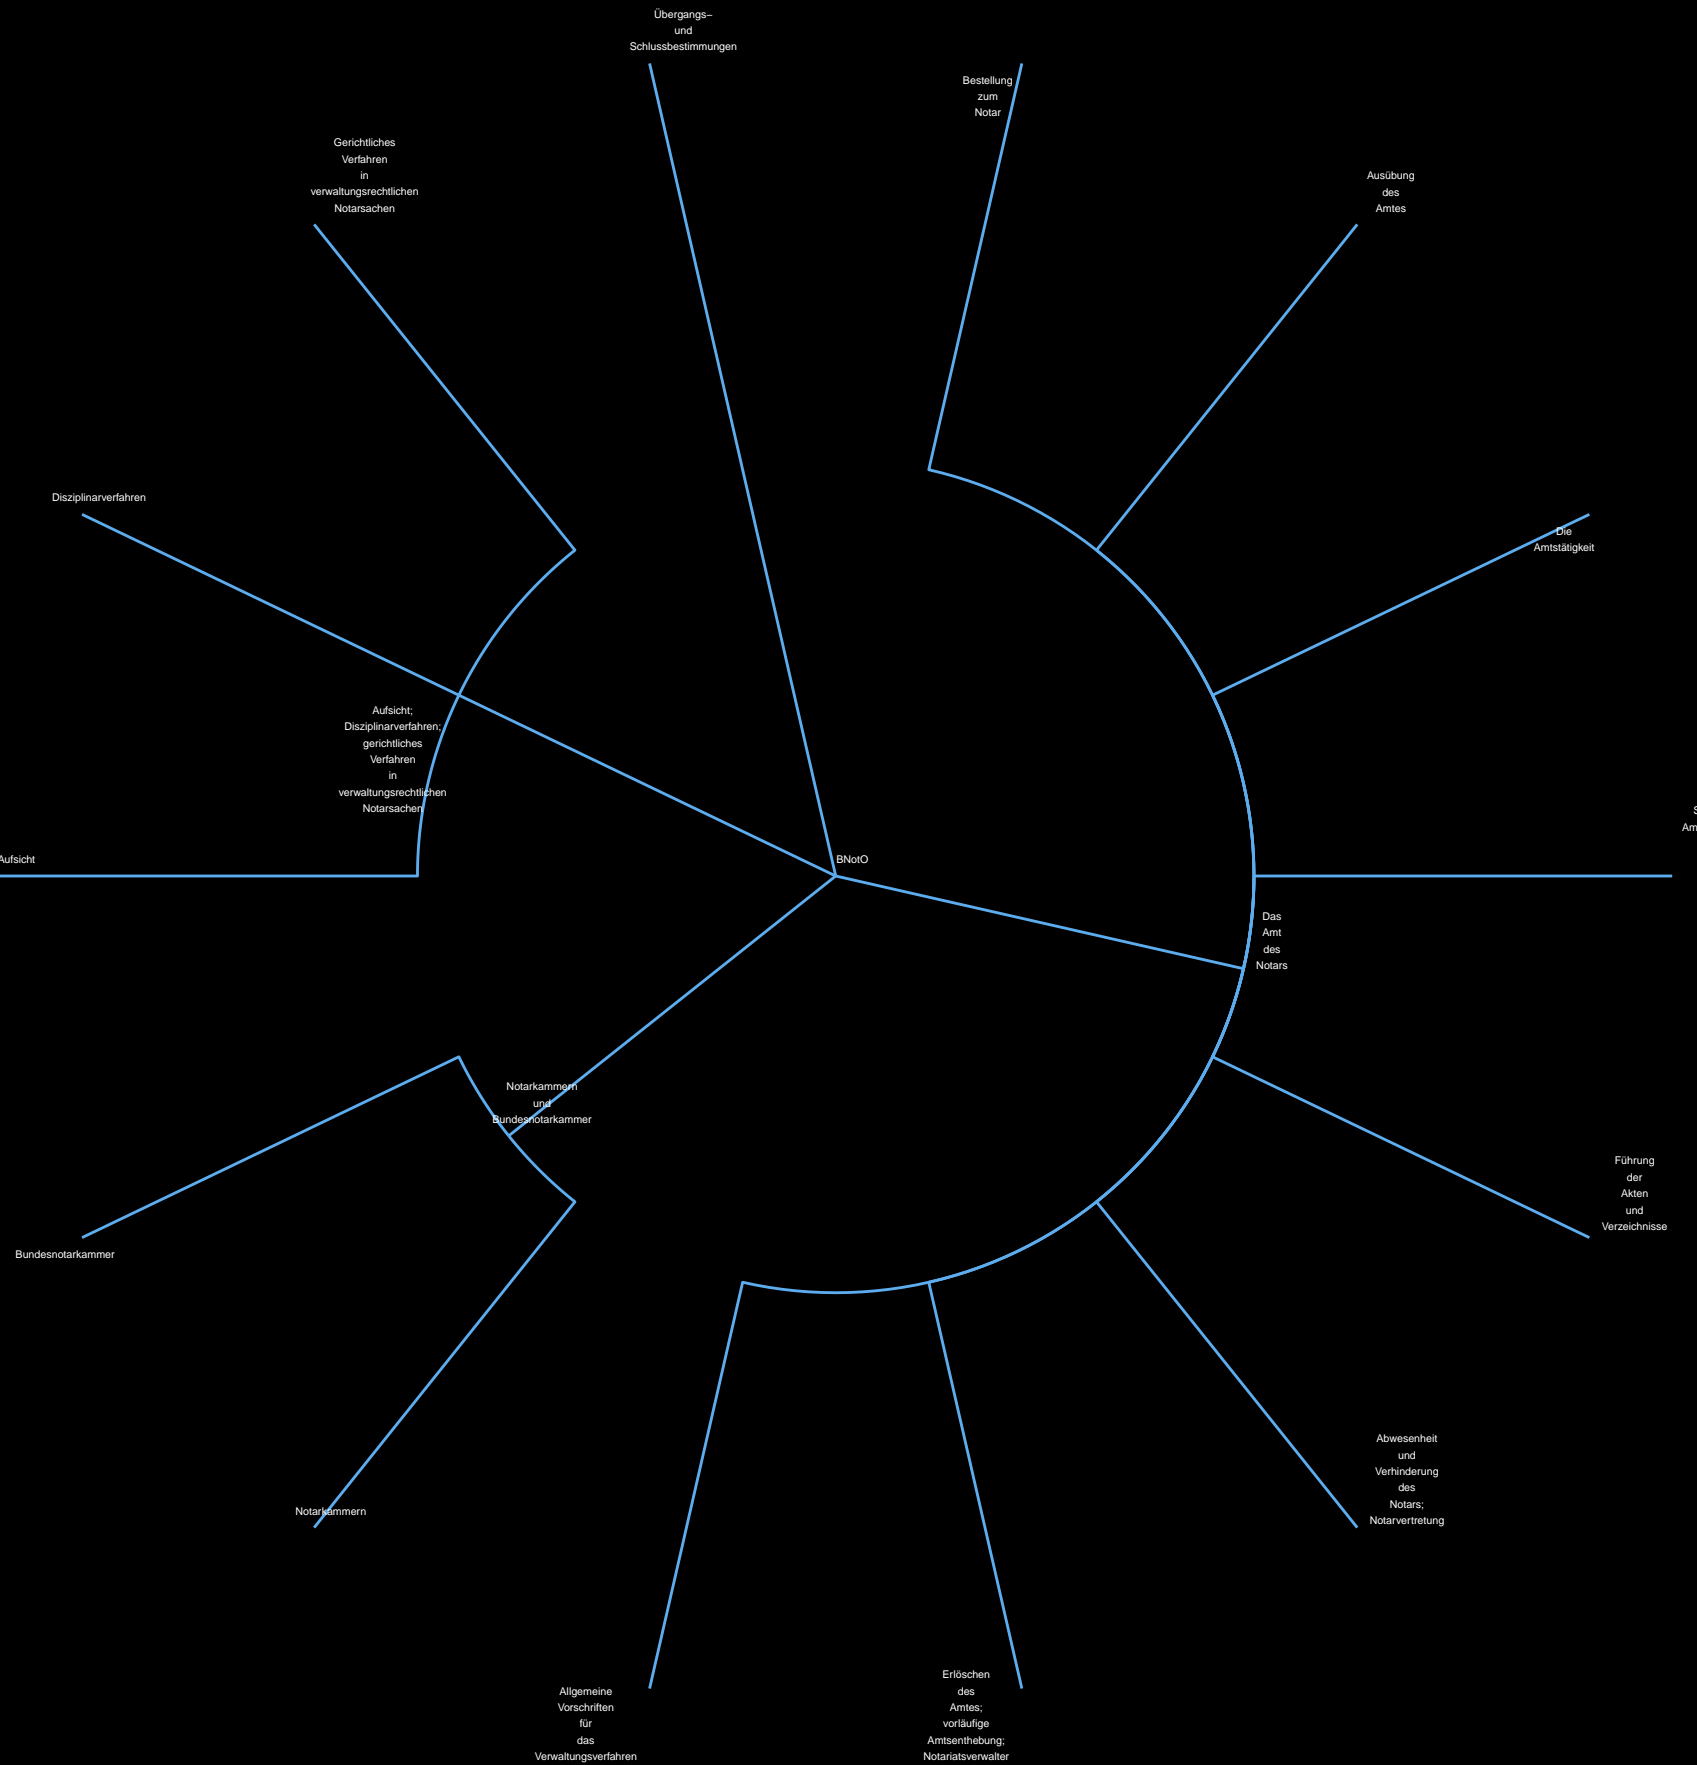 Übergangs–
und
Schlussbestimmungen
Bestellung
zum
Notar
Gerichtliches
Verfahren
in
verwaltungsrechtlichen
Notarsachen
Ausübung
des
Amtes
Disziplinarverfahren
Die
Amtstätigkeit
Aufsicht;
Disziplinarverfahren;
gerichtliches
Verfahren
in
verwaltungsrechtlichen
Notarsachen
Aufsicht
BNotO
Das
Amt
des
Notars
Notarkammern
und
Bundesnotarkammer
Führung
der
Akten
und
Verzeichnisse
Bundesnotarkammer
Abwesenheit
und
Verhinderung
des
Notars;
Notarvertretung
Notarkammern
Allgemeine
Vorschriften
für
das
Verwaltungsverfahren
Erlöschen
des
Amtes;
vorläufige
Amtsenthebung;
Notariatsverwalter